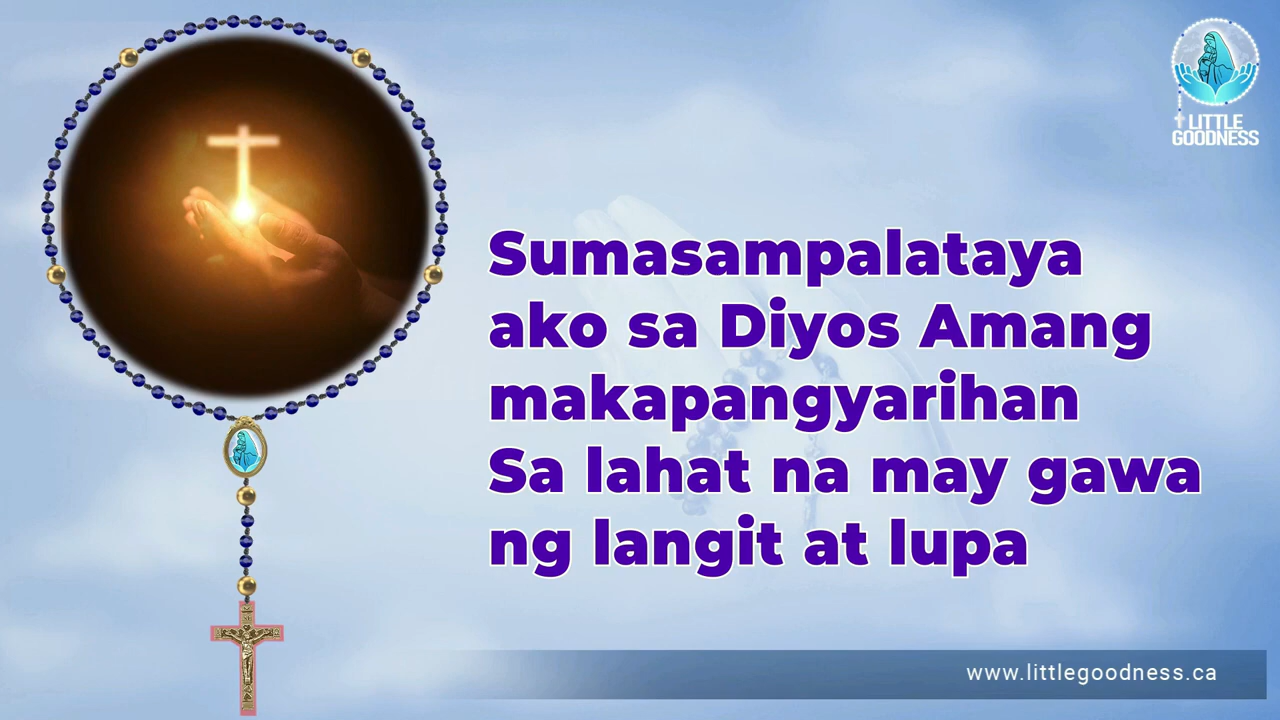 LITTLE
GOODNESS
Sumasampalataya
ako sa Diyos Amang
makapangyarihan
Sa lahat na may gawa
ng langit at lupa
www.littlegoodness.ca